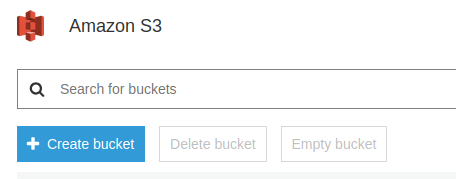 Amazon S3
Search for buckets
+ Create bucket Delete bucket Empty bucket